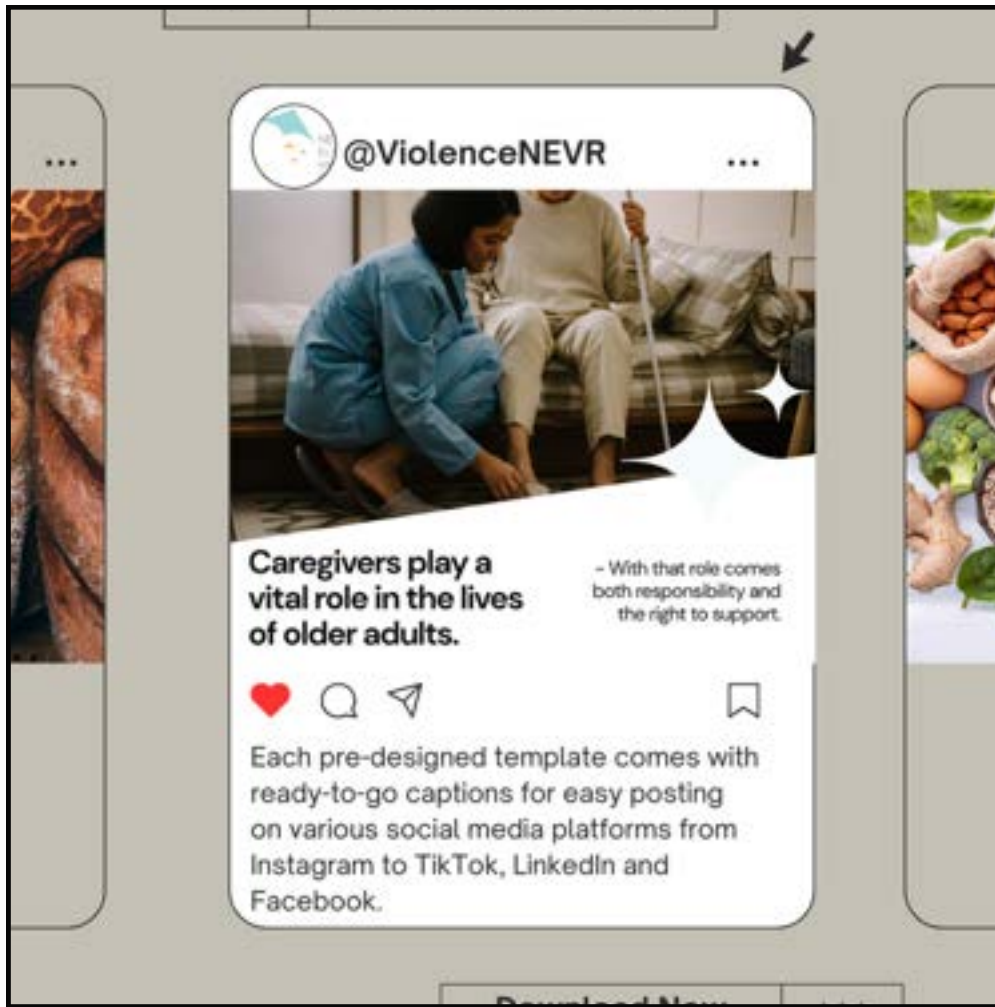 @ViolenceNEVR
Caregivers play a
vital role in the lives
of older adults.
– With that role comes
both responsibility and
the right to support.
Each pre-designed template comes with
ready-to-go captions for easy posting
on various social media platforms from
Instagram to TikTok, LinkedIn and
Facebook.
Download Now